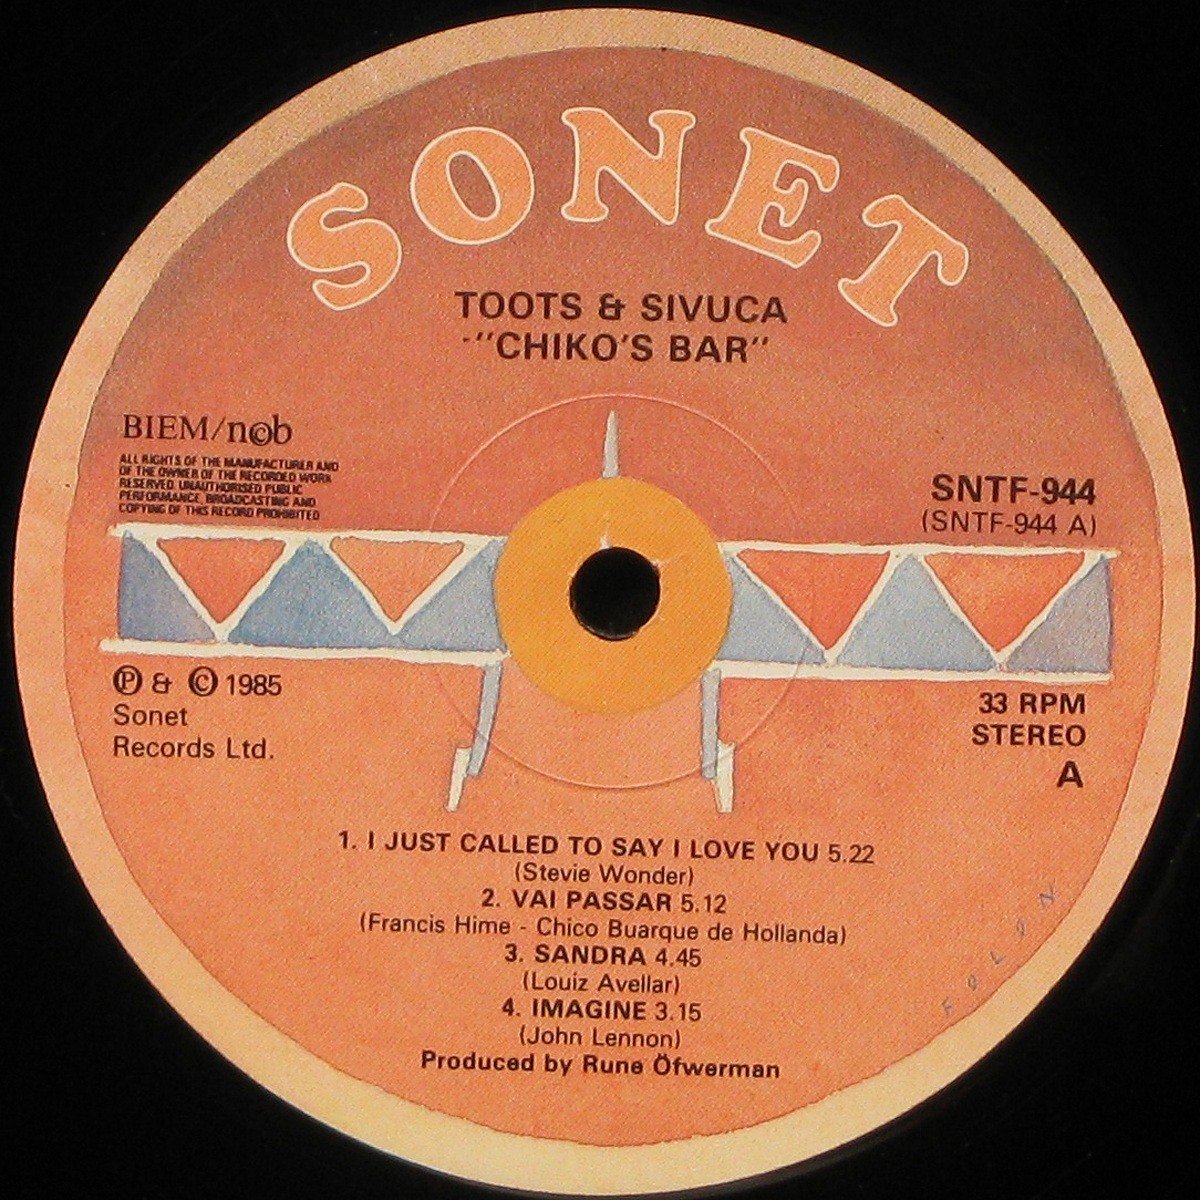 SONET
TOOTS & SIVUCA
-"CHIKO'S BAR"
BIEM/n©b
ALL RIGHTS OF THE MANUFACTURER AND
OF THE OWNER OF THE RECORDED WORK
RESERVED. UNAUTHORISED PUBLIC
PERFORMANCE, BROADCASTING AND
COPYING OF THIS RECORD PROHIBITED
SNTF-944
(SNTF-944 A)
℗ & © 1985
Sonet
Records Ltd.
33 RPM
STEREO
A
1. I JUST CALLED TO SAY I LOVE YOU 5.22
(Stevie Wonder)
2. VAI PASSAR 5.12
(Francis Hime - Chico Buarque de Hollanda)
3. SANDRA 4.45
(Louiz Avellar)
4. IMAGINE 3.15
(John Lennon)
Produced by Rune Öfwerman
FOLON